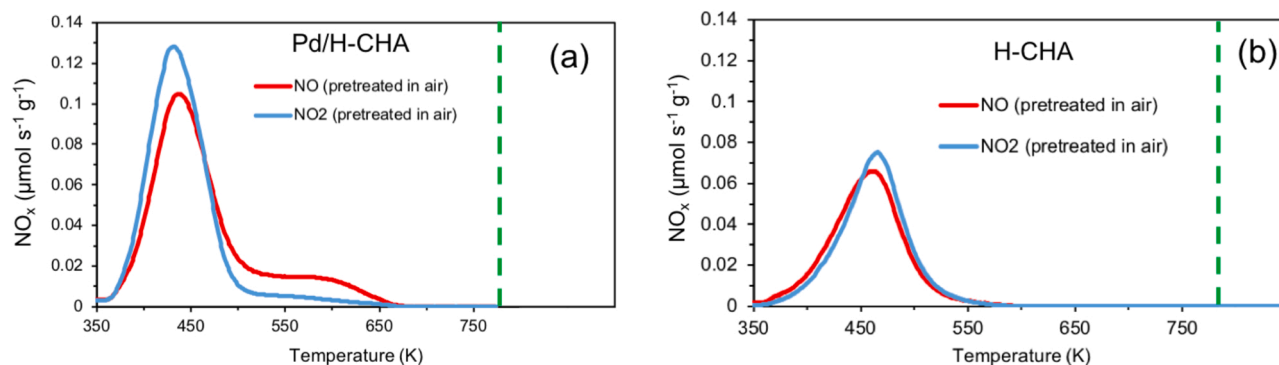 Pd/H-CHA
(a)
NO (pretreated in air)
NO2 (pretreated in air)
NOx (µmol s-1 g-1)
0.14
0.12
0.1
0.08
0.06
0.04
0.02
0
350
450
550
650
750
Temperature (K)
H-CHA
(b)
NO (pretreated in air)
NO2 (pretreated in air)
NOx (µmol s-1 g-1)
0.14
0.12
0.1
0.08
0.06
0.04
0.02
0
350
450
550
650
750
Temperature (K)